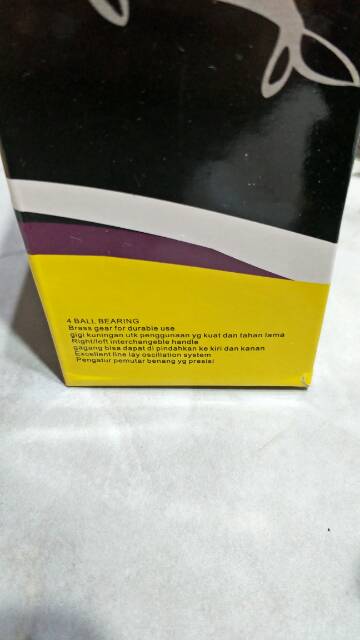 4 BALL BEARING
Brass gear for durable use
gigi kuningan utk penggunaan yg kuat dan tahan lama
Right/loft interchangeble handle
gagang bisa dapat di pindahkan ke kiri dan kanan
Excellant line lay oscillation system
Pengatur pemutar benang yg presisi